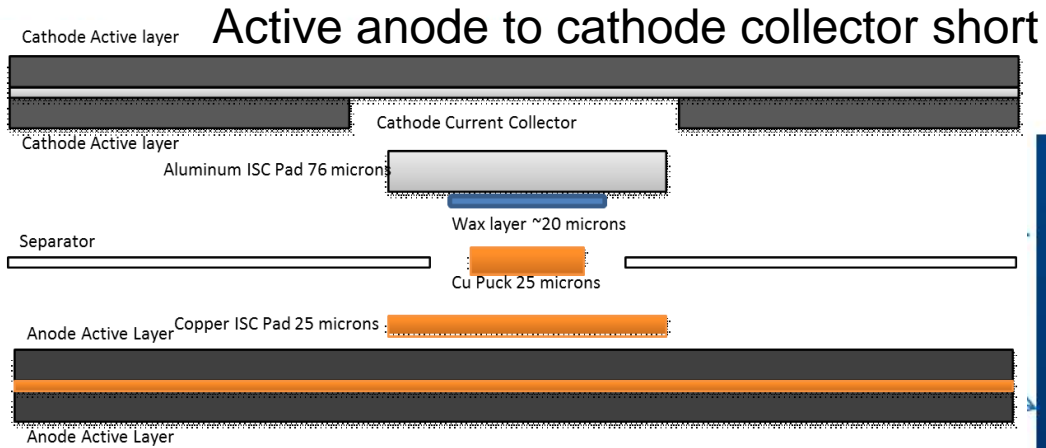 Active anode to cathode collector short
Cathode Active layer
Cathode Current Collector
Cathode Active layer
Aluminum ISC Pad 76 microns
Wax layer ~20 microns
Separator
Cu Puck 25 microns
Copper ISC Pad 25 microns
Anode Active Layer
Anode Active Layer